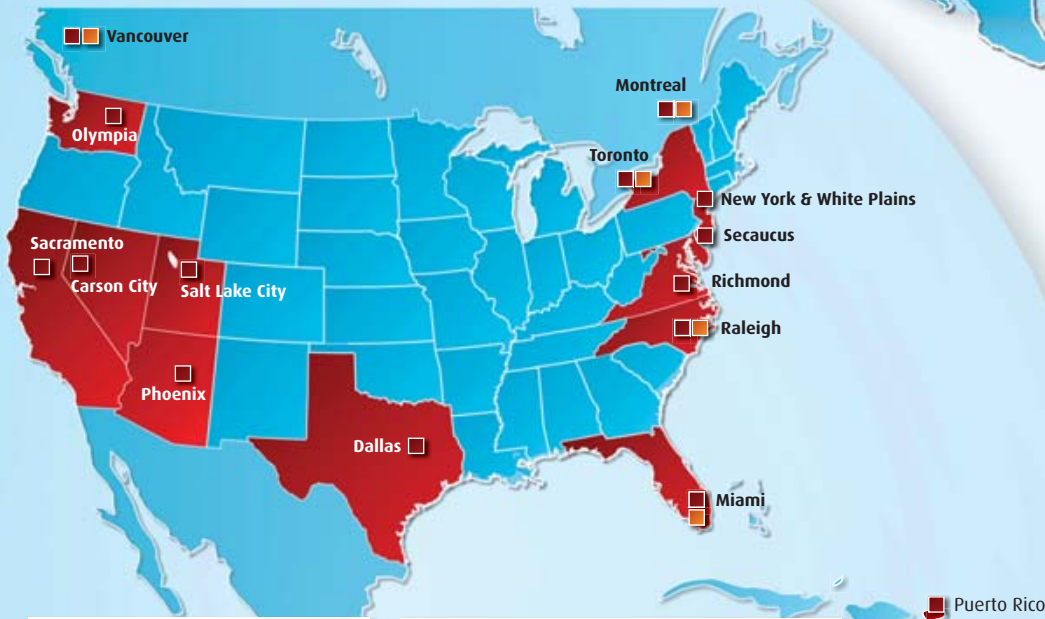 Vancouver
Montreal
Olympia
Toronto
New York & White Plains
Secaucus
Sacramento
Carson City
Salt Lake City
Richmond
Raleigh
Phoenix
Dallas
Miami
Puerto Rico